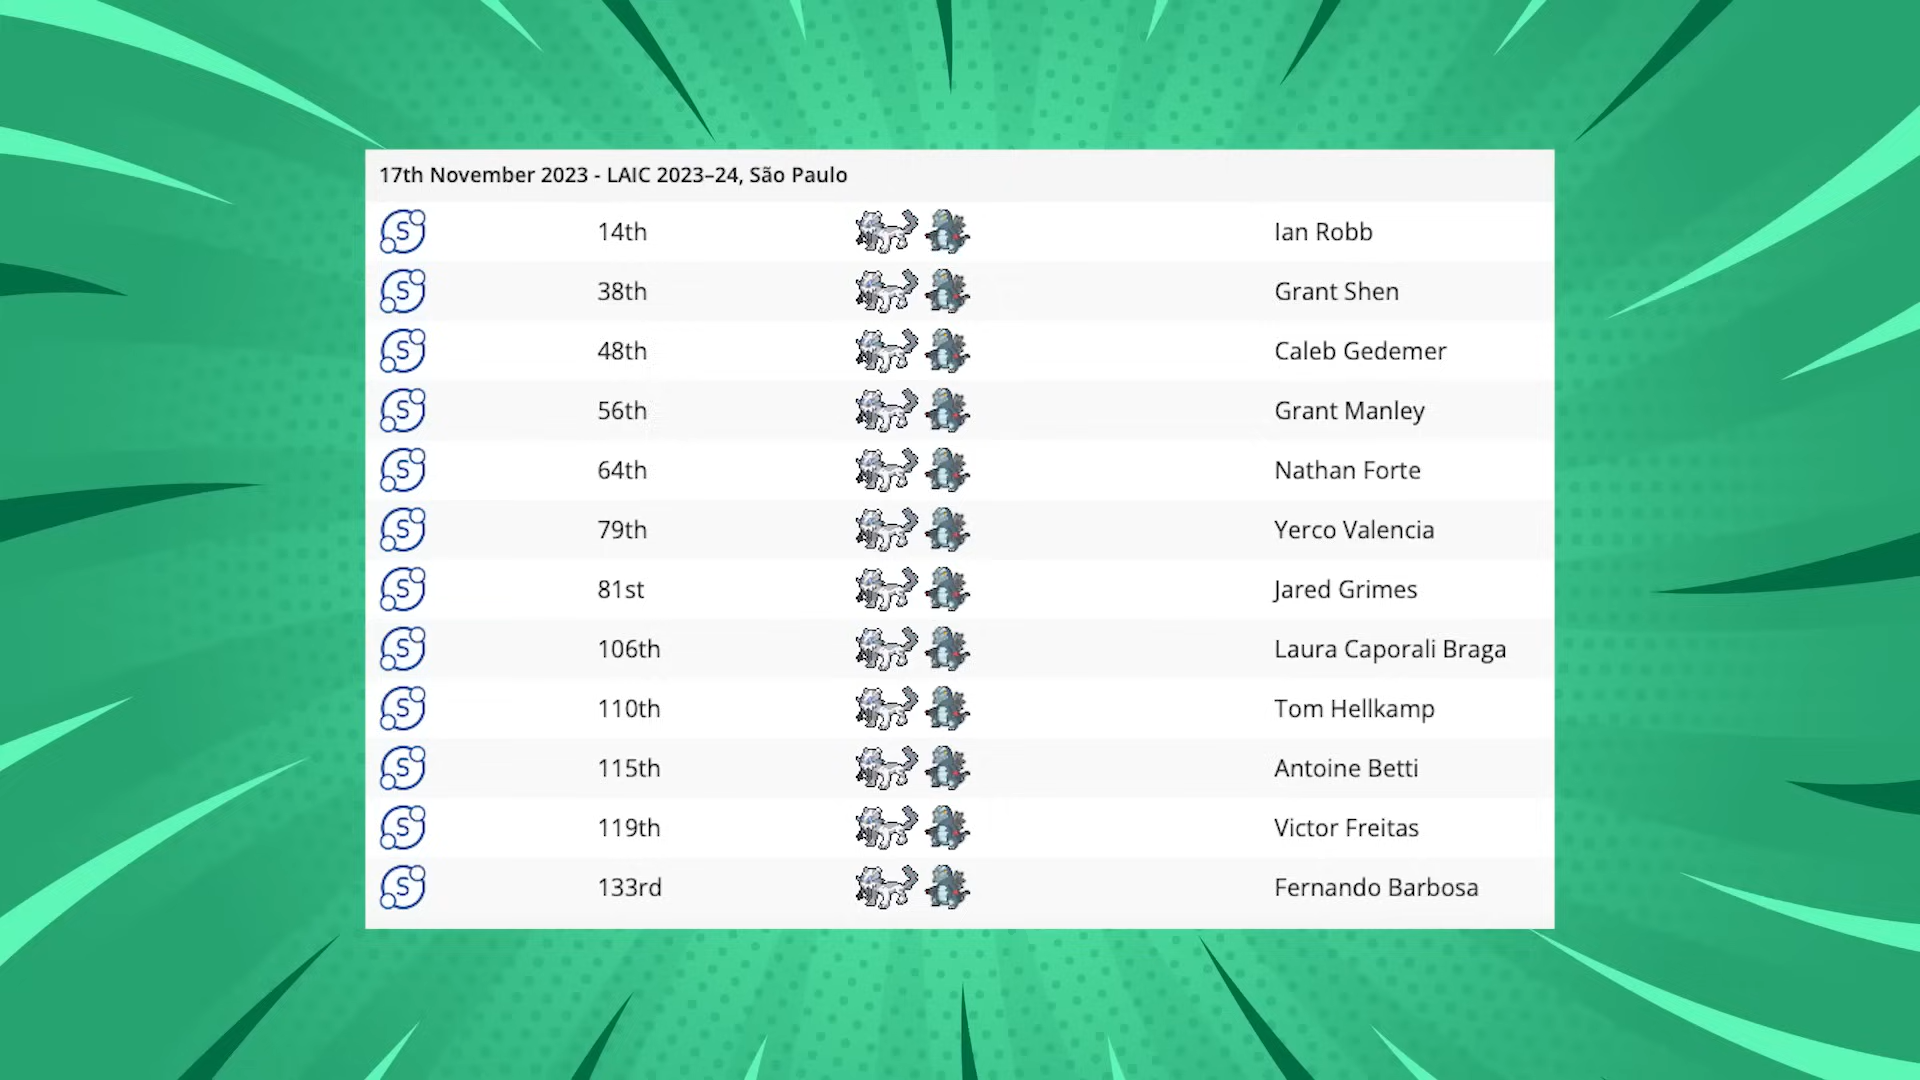 17th November 2023 - LAIC 2023–24, São Paulo
S 14th Ian Robb
S 38th Grant Shen
S 48th Caleb Gedemer
S 56th Grant Manley
S 64th Nathan Forte
S 79th Yerco Valencia
S 81st Jared Grimes
S 106th Laura Caporali Braga
S 110th Tom Hellkamp
S 115th Antoine Betti
S 119th Victor Freitas
S 133rd Fernando Barbosa